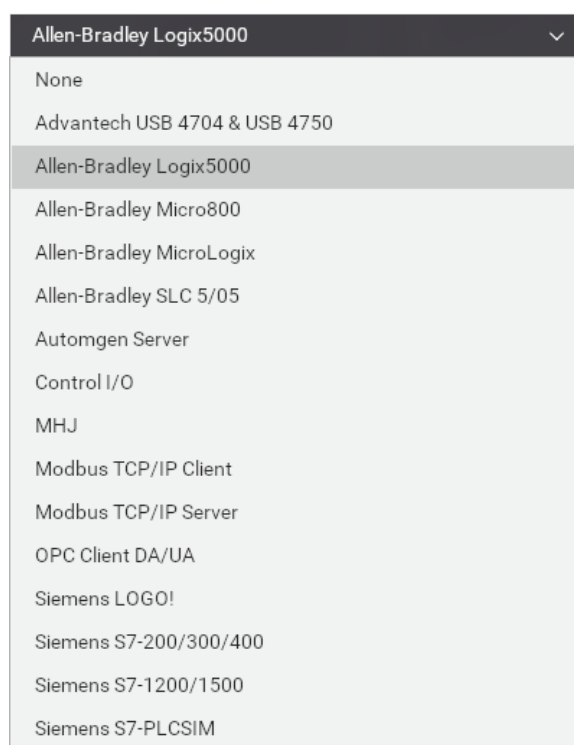 Allen-Bradley Logix5000
None
Advantech USB 4704 & USB 4750
Allen-Bradley Logix5000
Allen-Bradley Micro800
Allen-Bradley MicroLogix
Allen-Bradley SLC 5/05
Automgen Server
Control I/O
MHJ
Modbus TCP/IP Client
Modbus TCP/IP Server
OPC Client DA/UA
Siemens LOGO!
Siemens S7-200/300/400
Siemens S7-1200/1500
Siemens S7-PLCSIM